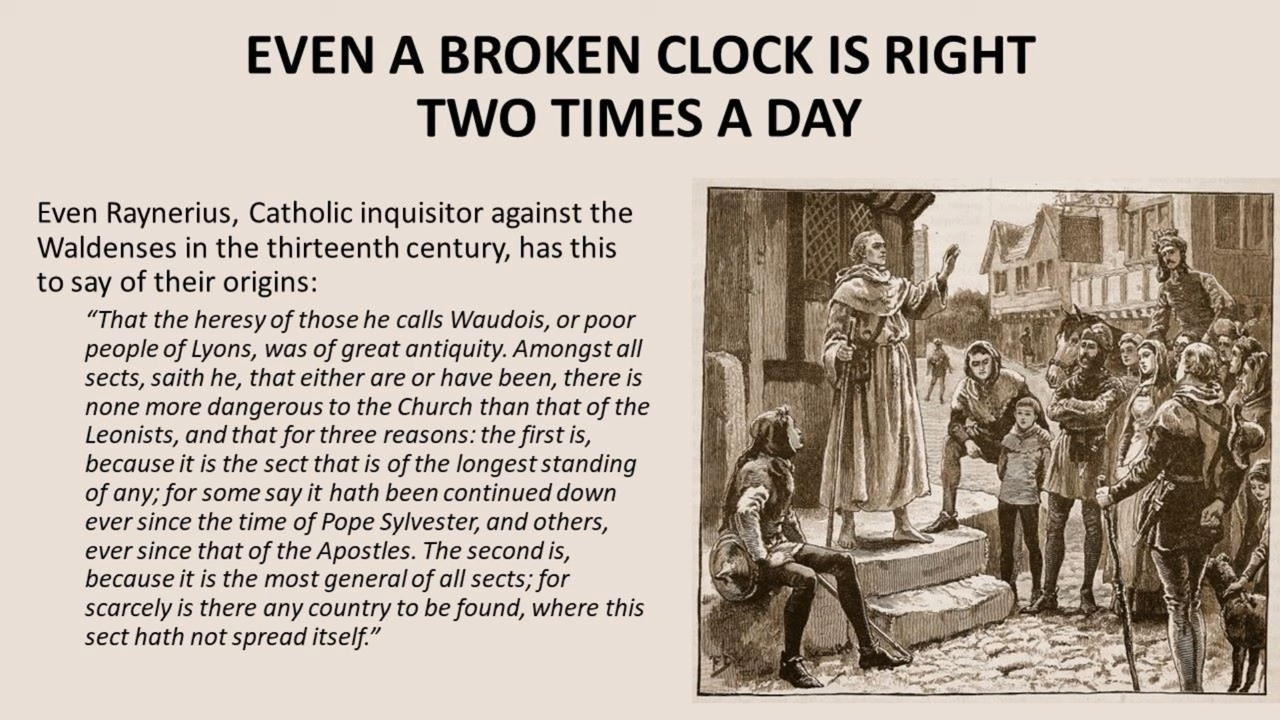 EVEN A BROKEN CLOCK IS RIGHT
TWO TIMES A DAY
Even Raynerius, Catholic inquisitor against the
Waldenses in the thirteenth century, has this
to say of their origins:
“That the heresy of those he calls Waudois, or poor
people of Lyons, was of great antiquity. Amongst all
sects, saith he, that either are or have been, there is
none more dangerous to the Church than that of the
Leonists, and that for three reasons: the first is,
because it is the sect that is of the longest standing
of any; for some say it hath been continued down
ever since the time of Pope Sylvester, and others,
ever since that of the Apostles. The second is,
because it is the most general of all sects; for
scarcely is there any country to be found, where this
sect hath not spread itself.”